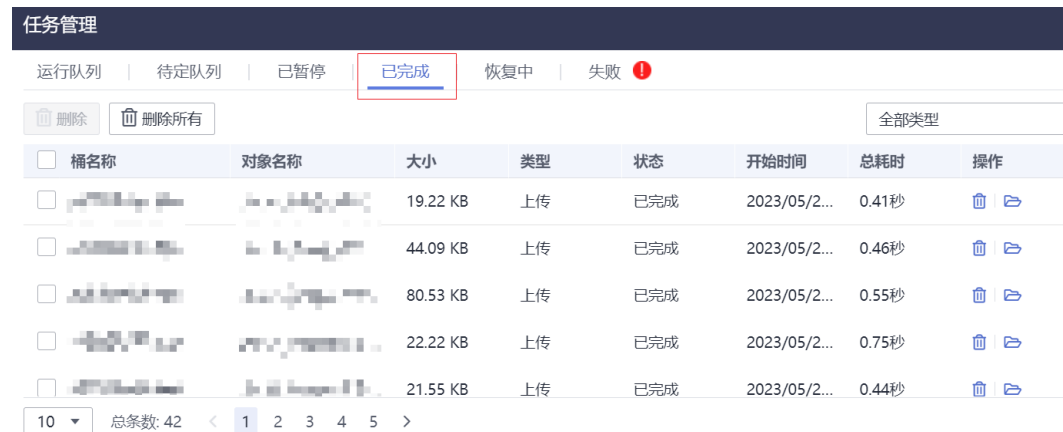 任务管理
运行队列 待定队列 已暂停 已完成 恢复中 失败
删除 删除所有 全部类型
桶名称 对象名称 大小 类型 状态 开始时间 总耗时 操作
19.22 KB 上传 已完成 2023/05/2... 0.41秒
44.09 KB 上传 已完成 2023/05/2... 0.46秒
80.53 KB 上传 已完成 2023/05/2... 0.55秒
22.22 KB 上传 已完成 2023/05/2... 0.75秒
21.55 KB 上传 已完成 2023/05/2... 0.44秒
10 总条数: 42 < 1 2 3 4 5 >